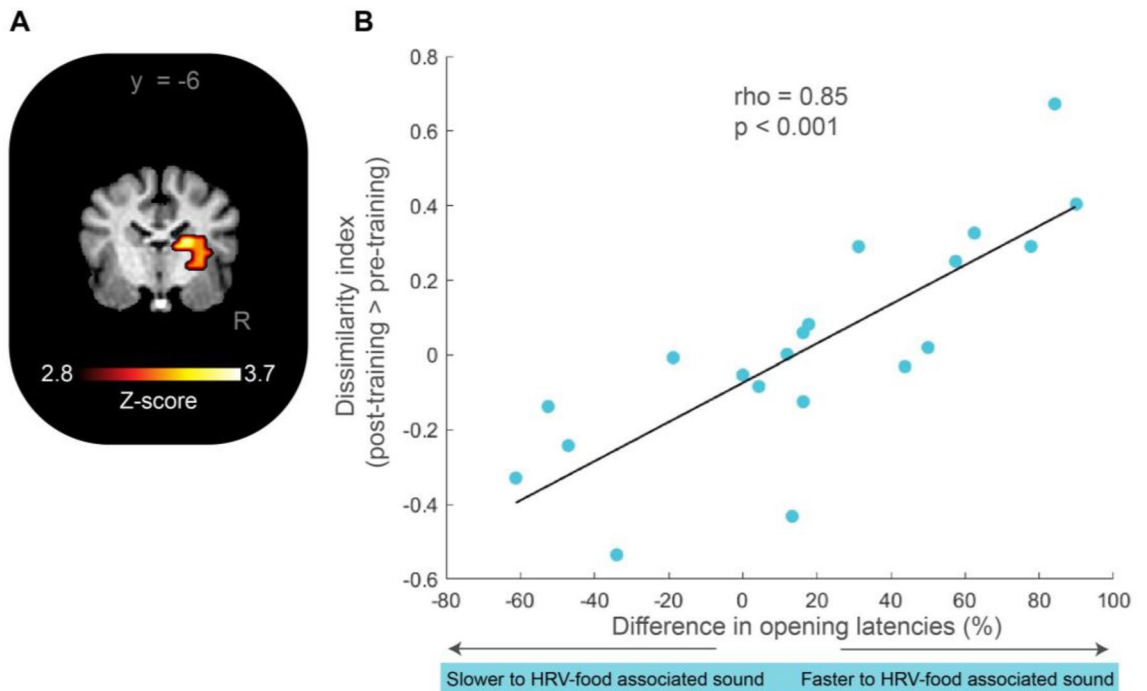 A
y = -6
R
2.8
3.7
Z-score
B
rho = 0.85
p < 0.001
Dissimilarity index
(post-training > pre-training)
0.8
0.6
0.4
0.2
0
-0.2
-0.4
-0.6
-80 -60 -40 -20 0 20 40 60 80 100
Difference in opening latencies (%)
Slower to HRV-food associated sound
Faster to HRV-food associated sound